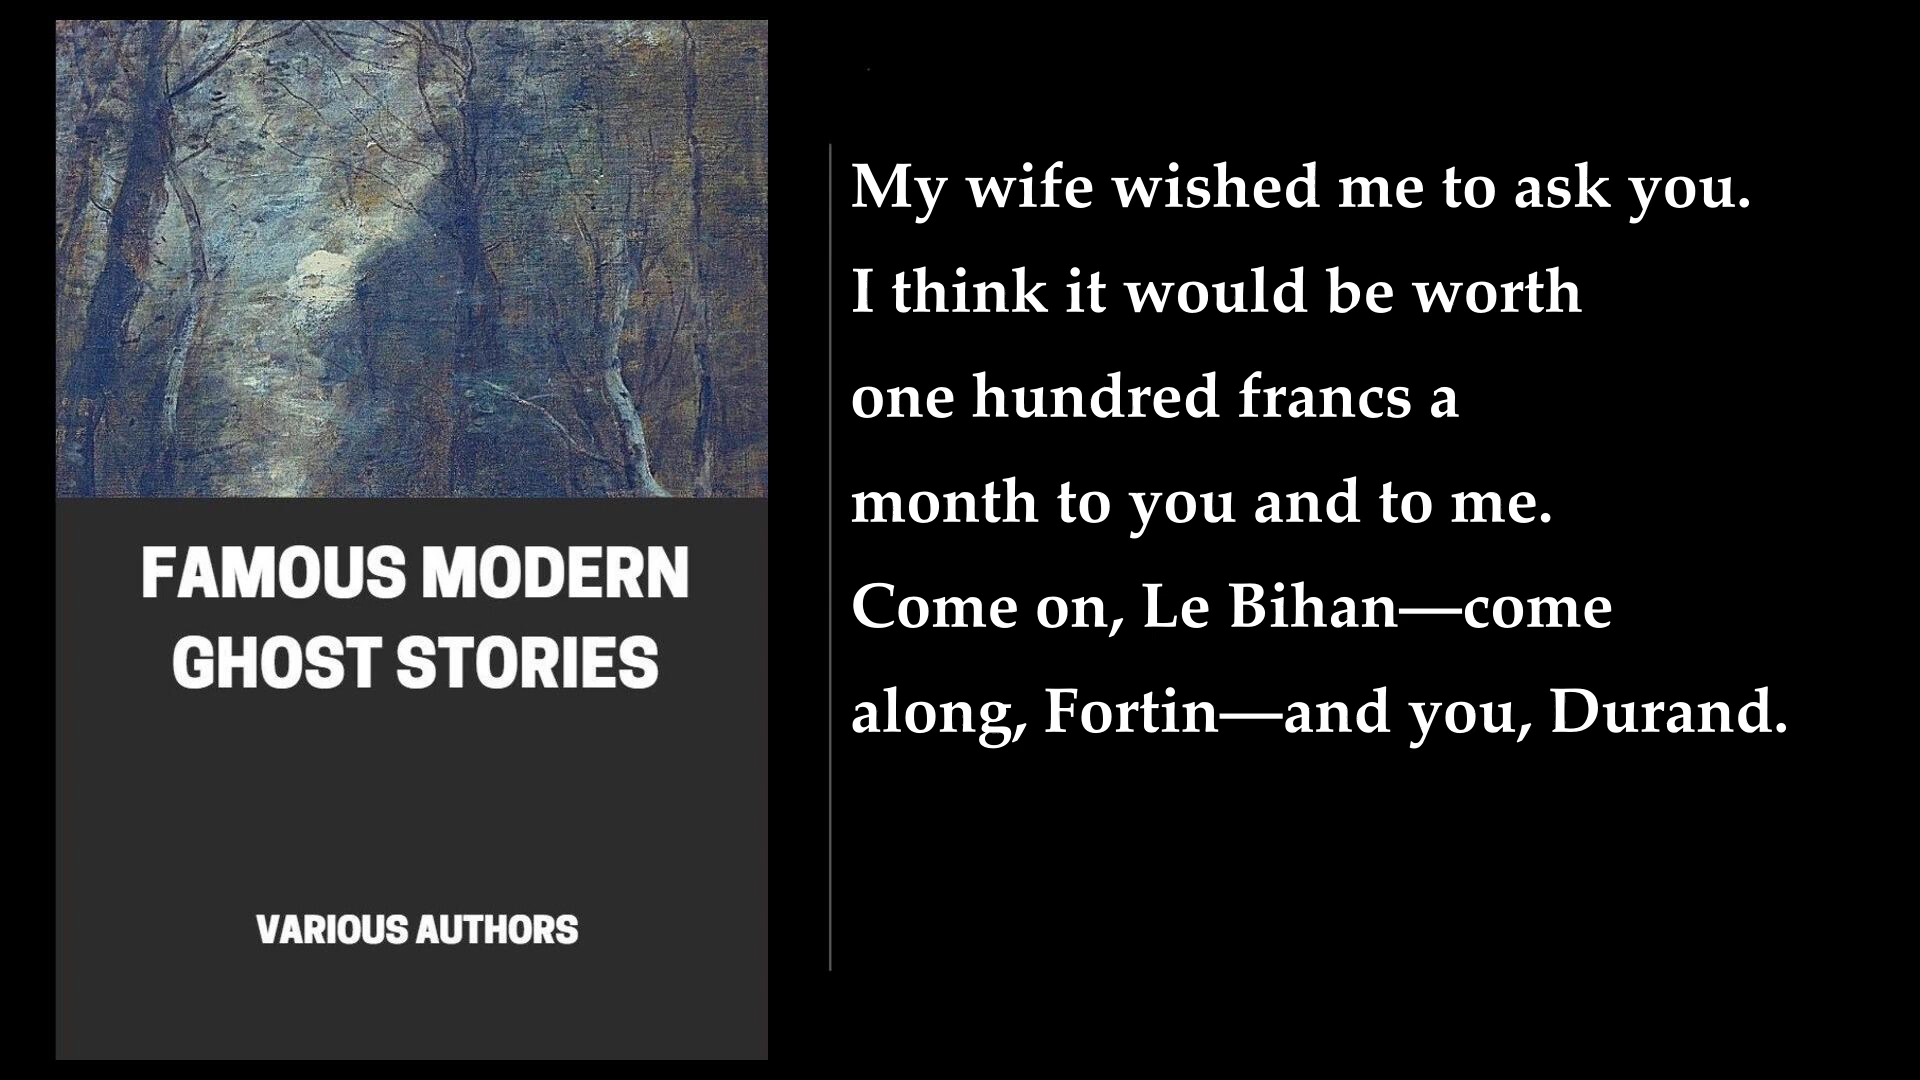 FAMOUS MODERN
GHOST STORIES
VARIOUS AUTHORS
My wife wished me to ask you.
I think it would be worth
one hundred francs a
month to you and to me.
Come on, Le Bihan—come
along, Fortin—and you, Durand.